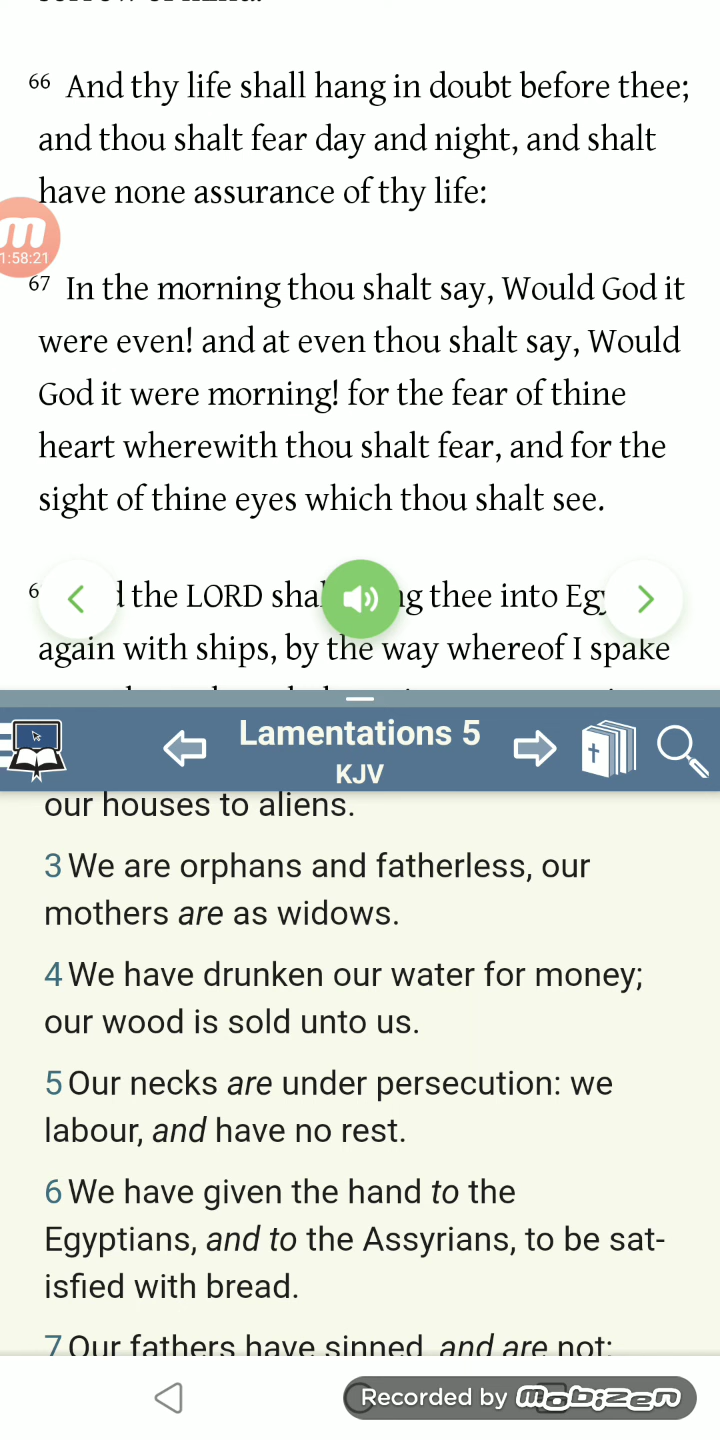 66 And thy life shall hang in doubt before thee;
and thou shalt fear day and night, and shalt
have none assurance of thy life:
m
1:58:21
67 In the morning thou shalt say, Would God it
were even! and at even thou shalt say, Would
God it were morning! for the fear of thine
heart wherewith thou shalt fear, and for the
sight of thine eyes which thou shalt see.
the LORD thee into
again with ships, by the way whereof I spake
Lamentations 5
KJV
our houses to aliens.
3 We are orphans and fatherless, our
mothers are as widows.
4 We have drunken our water for money;
our wood is sold unto us.
5 Our necks are under persecution: we
labour, and have no rest.
6 We have given the hand to the
Egyptians, and to the Assyrians, to be sat-
isfied with bread.
7 Our fathers have sinned, and are not;
Recorded by mobizen